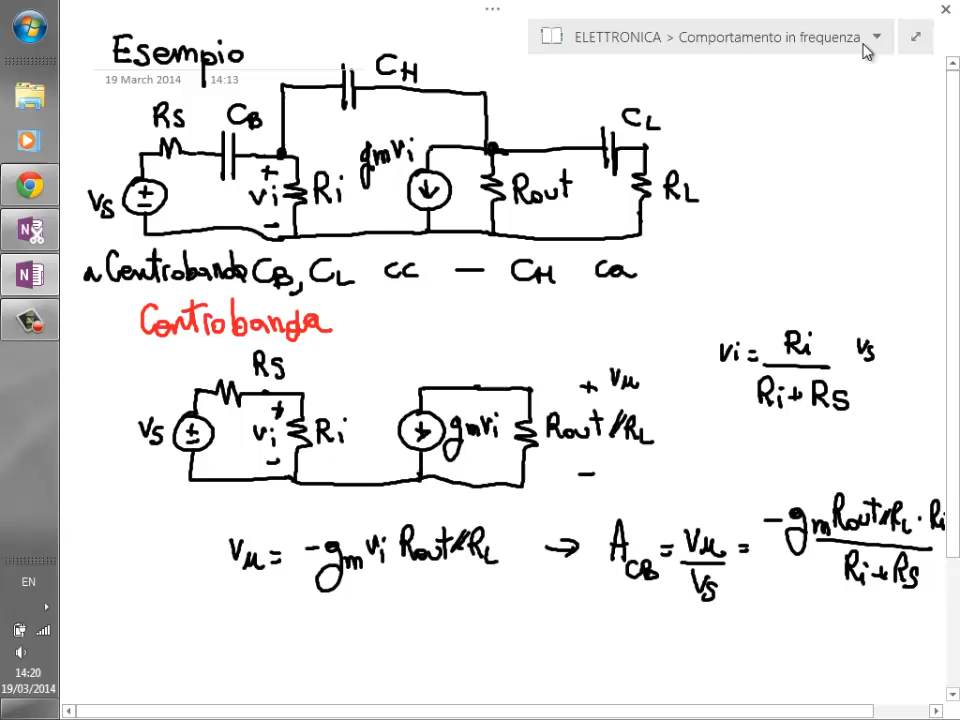 ELETTRONICA > Comportamento in frequenza
Esempio
19 March 2014 14:13
CH
RS CB CL
gmvi
vs + − + vi − Ri Rout RL
a Centrobanda CB, CL cc — CH ca
Centrobanda
RS
vs + − + vi − Ri gmvi + vu Rout//RL −
vi = Ri / (Ri + RS) vs
vu = -gm vi Rout//RL → ACB = vu / vs = -gm Rout//RL · Ri / (Ri + RS)
EN
14:20
19/03/2014